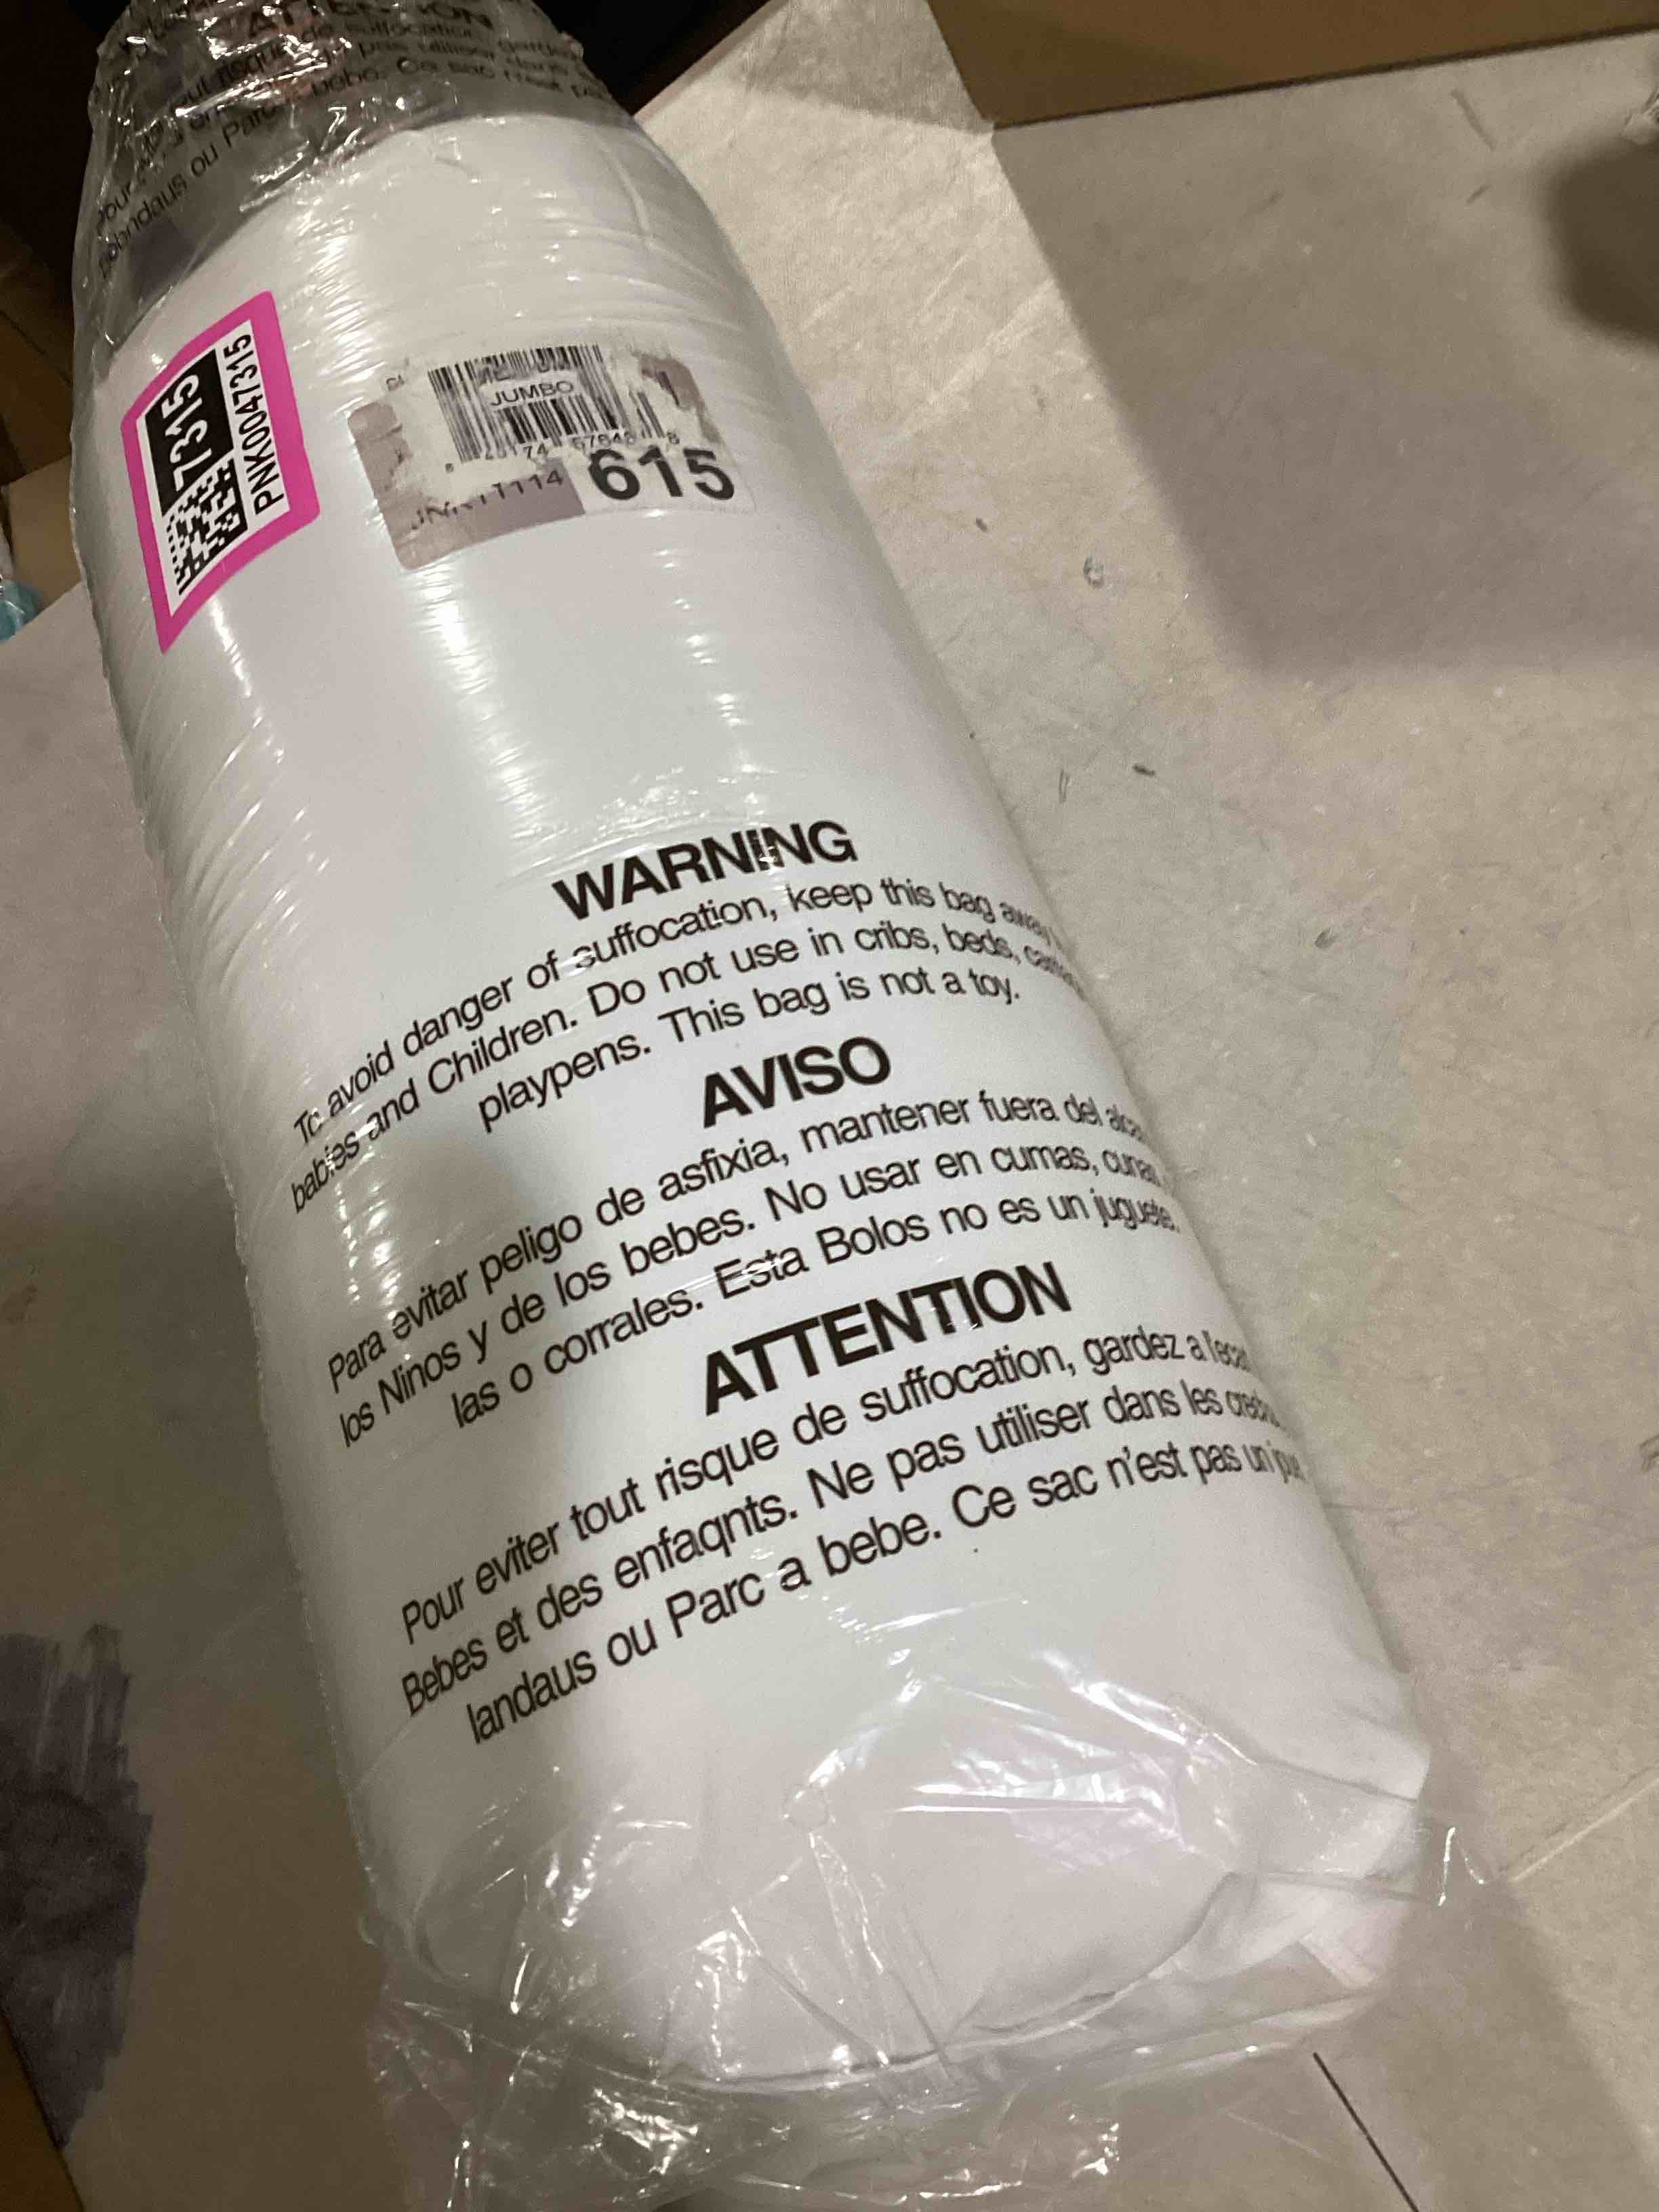 ATTENTION
7315
PNK0047315
JUMBO
615
WARNING
To avoid danger of suffocation, keep this bag away
babies and Children. Do not use in cribs, beds,
playpens. This bag is not a toy.
AVISO
Para evitar peligo de asfixia, mantener fuera del
los Ninos y de los bebes. No usar en cumas,
las o corrales. Esta Bolos no es un juguete.
ATTENTION
Pour eviter tout risque de suffocation, gardez a
Bebes et des enfaqnts. Ne pas utiliser dans les
landaus ou Parc a bebe. Ce sac n'est pas un